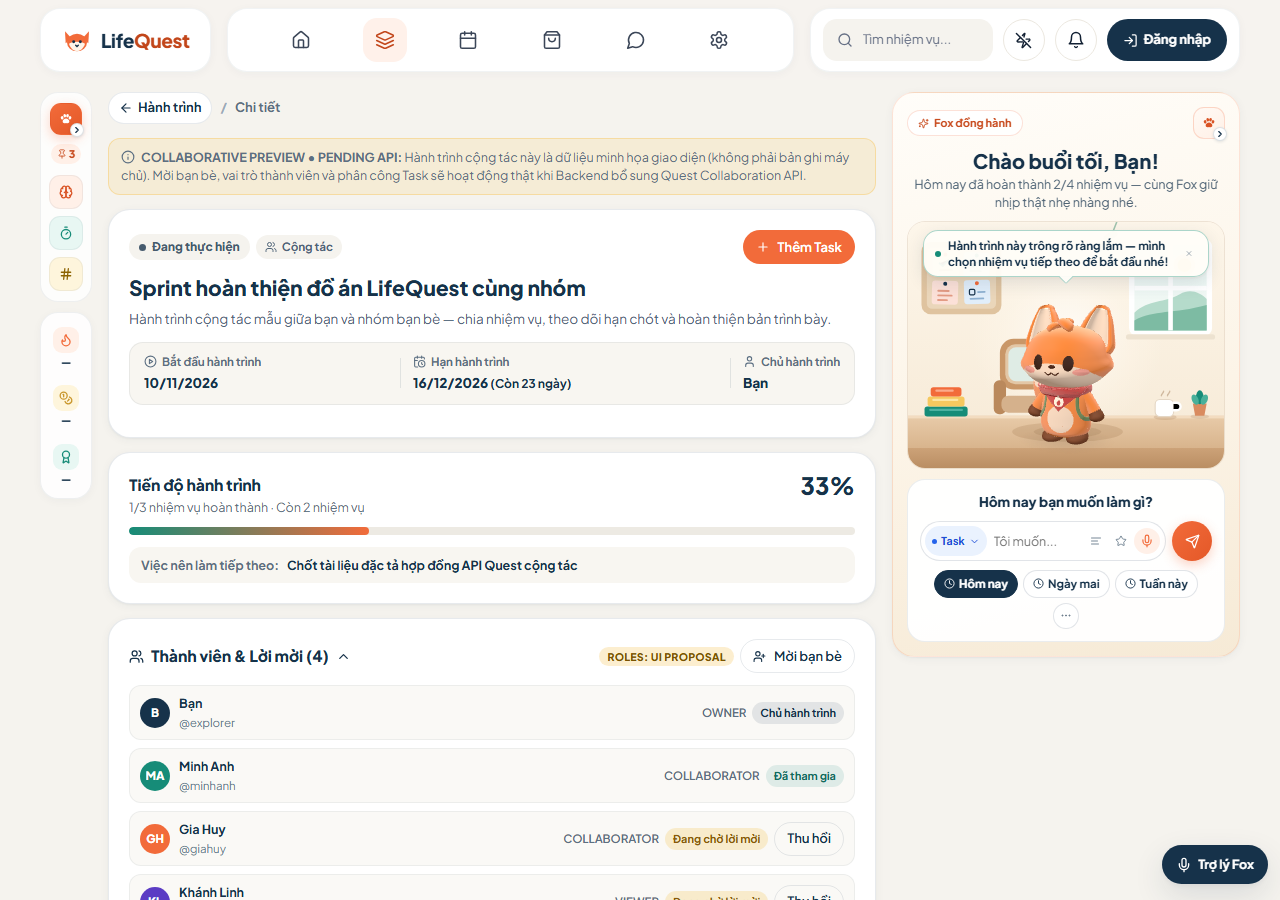 LifeQuest
Tìm nhiệm vụ...
Đăng nhập
3
Hành trình / Chi tiết
COLLABORATIVE PREVIEW • PENDING API: Hành trình cộng tác này là dữ liệu minh họa giao diện (không phải bản ghi máy
chủ). Mời bạn bè, vai trò thành viên và phân công Task sẽ hoạt động thật khi Backend bổ sung Quest Collaboration API.
Đang thực hiện
Cộng tác
Thêm Task
Sprint hoàn thiện đồ án LifeQuest cùng nhóm
Hành trình cộng tác mẫu giữa bạn và nhóm bạn bè — chia nhiệm vụ, theo dõi hạn chót và hoàn thiện bản trình bày.
Bắt đầu hành trình
10/11/2026
Hạn hành trình
16/12/2026 (Còn 23 ngày)
Chủ hành trình
Bạn
Tiến độ hành trình
33%
1/3 nhiệm vụ hoàn thành · Còn 2 nhiệm vụ
Việc nên làm tiếp theo: Chốt tài liệu đặc tả hợp đồng API Quest cộng tác
Thành viên & Lời mời (4)
ROLES: UI PROPOSAL
Mời bạn bè
B
Bạn
@explorer
OWNER
Chủ hành trình
MA
Minh Anh
@minhanh
COLLABORATOR
Đã tham gia
GH
Gia Huy
@giahuy
COLLABORATOR
Đang chờ lời mời
Thu hồi
Khánh Linh
Fox đồng hành
Chào buổi tối, Bạn!
Hôm nay đã hoàn thành 2/4 nhiệm vụ — cùng Fox giữ
nhịp thật nhẹ nhàng nhé.
Hành trình này trông rõ ràng lắm — mình
chọn nhiệm vụ tiếp theo để bắt đầu nhé!
Hôm nay bạn muốn làm gì?
Task
Tôi muốn...
Hôm nay
Ngày mai
Tuần này
Trợ lý Fox